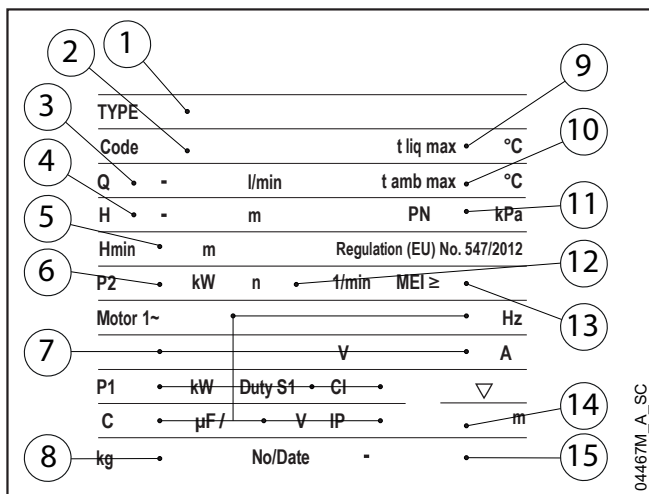 1
2
3
4
5
6
7
8
9
10
11
12
13
14
15
TYPE
Code t liq max °C
Q - l/min t amb max °C
H - m PN kPa
Hmin m Regulation (EU) No. 547/2012
P2 kW n 1/min MEI ≥
Motor 1~ Hz
V A
P1 kW Duty S1 Cl ▽
C µF / V IP m
kg No/Date -
04467M_A_SC